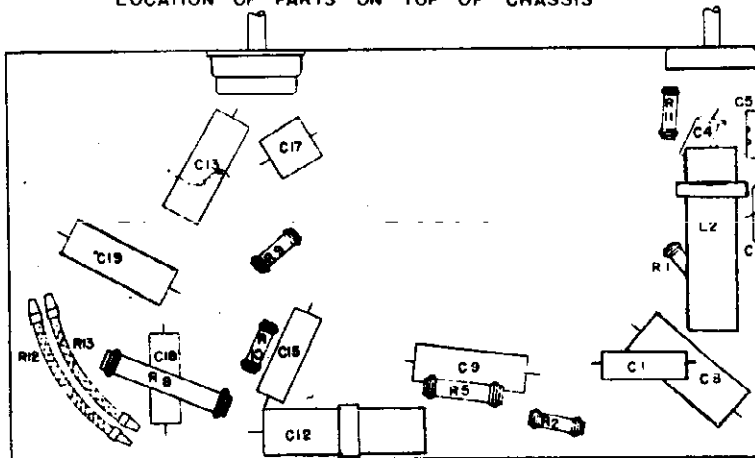 LOCATION OF PARTS ON TOP OF CHASSIS
R11
C5
C4
C13
C17
L2
C
R1
C19
R10
C15
R12
R13
C18
R8
C9
R5
C1
C8
C12
R2